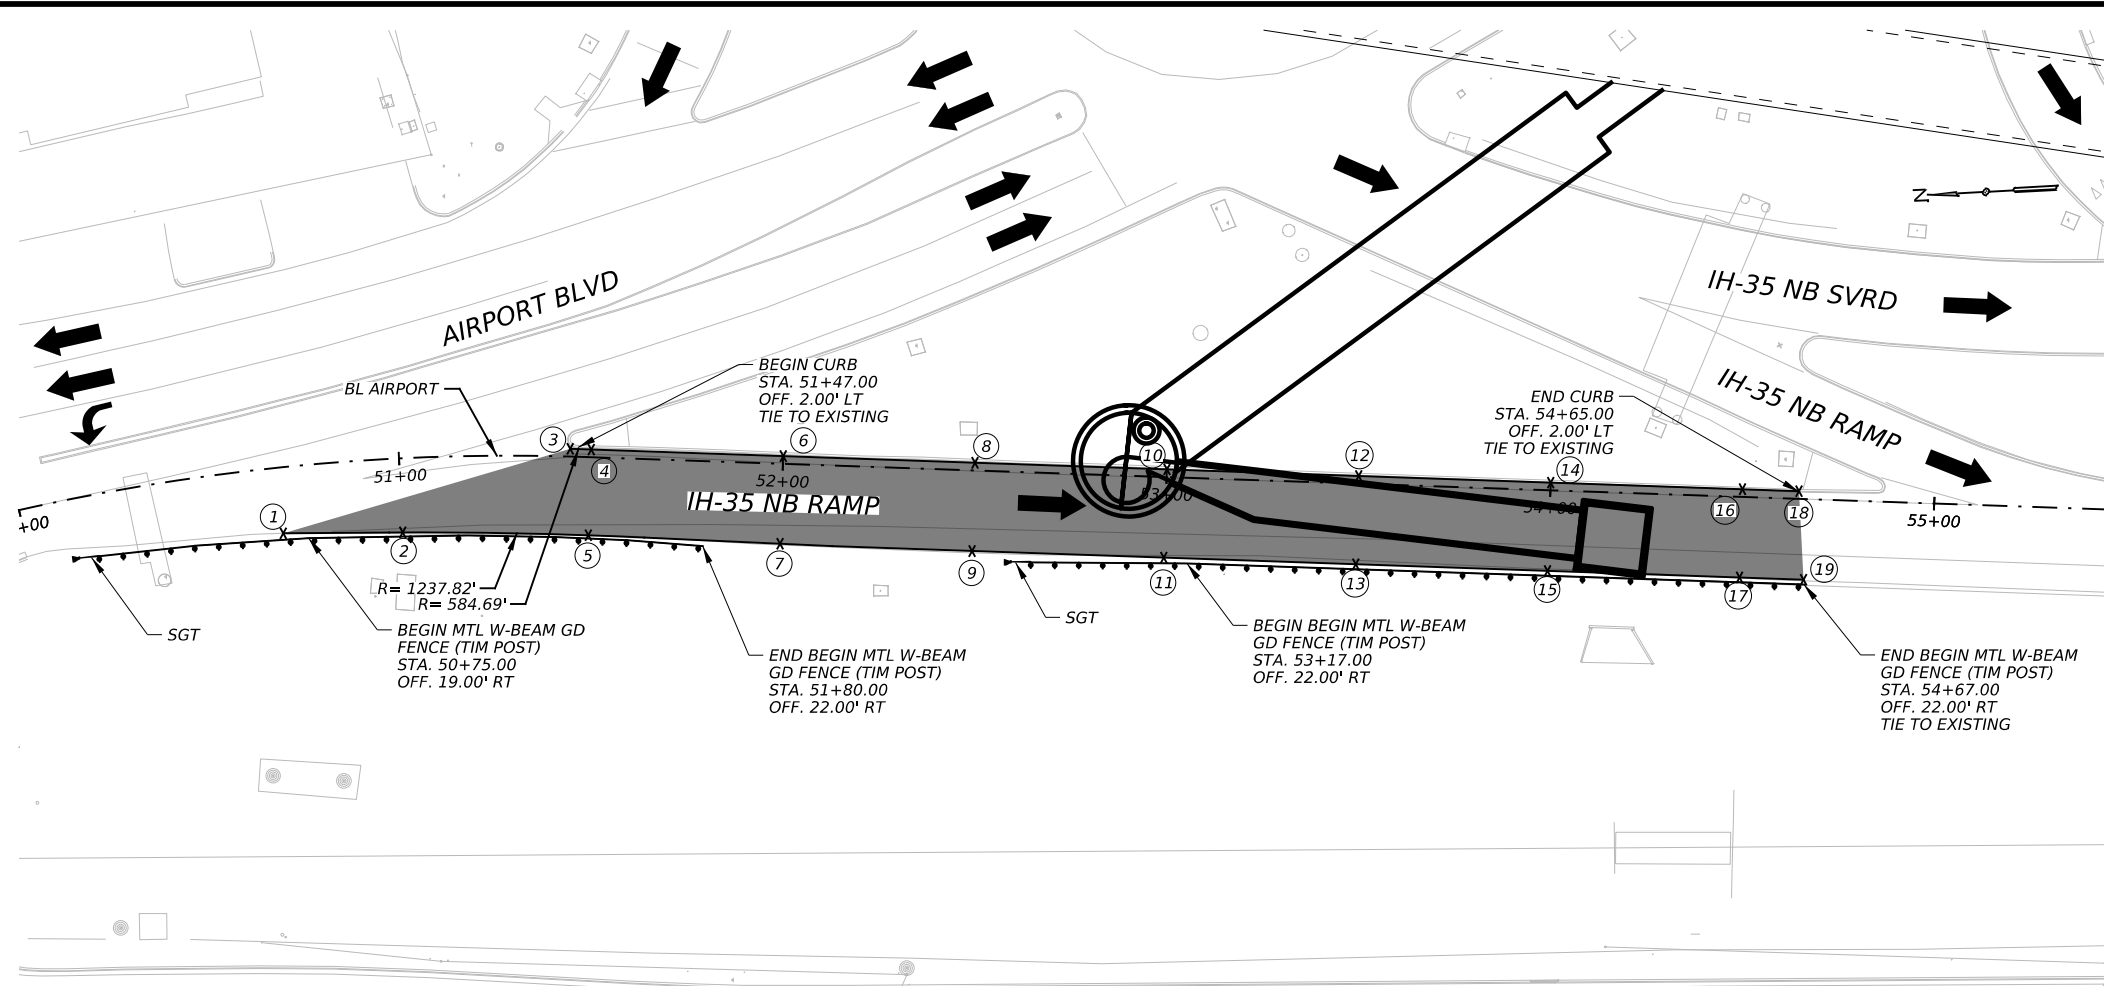 N
IH-35 NB SVRD
AIRPORT BLVD
BL AIRPORT
BEGIN CURB
STA. 51+47.00
OFF. 2.00' LT
TIE TO EXISTING
END CURB
STA. 54+65.00
OFF. 2.00' LT
TIE TO EXISTING
IH-35 NB RAMP
3
6
8
10
12
14
4
16
18
+00
51+00
52+00
53+00
54+00
55+00
IH-35 NB RAMP
1
2
5
7
9
11
13
15
17
19
R= 1237.82'
R= 584.69'
SGT
BEGIN MTL W-BEAM GD
FENCE (TIM POST)
STA. 50+75.00
OFF. 19.00' RT
END BEGIN MTL W-BEAM
GD FENCE (TIM POST)
STA. 51+80.00
OFF. 22.00' RT
SGT
BEGIN BEGIN MTL W-BEAM
GD FENCE (TIM POST)
STA. 53+17.00
OFF. 22.00' RT
END BEGIN MTL W-BEAM
GD FENCE (TIM POST)
STA. 54+67.00
OFF. 22.00' RT
TIE TO EXISTING